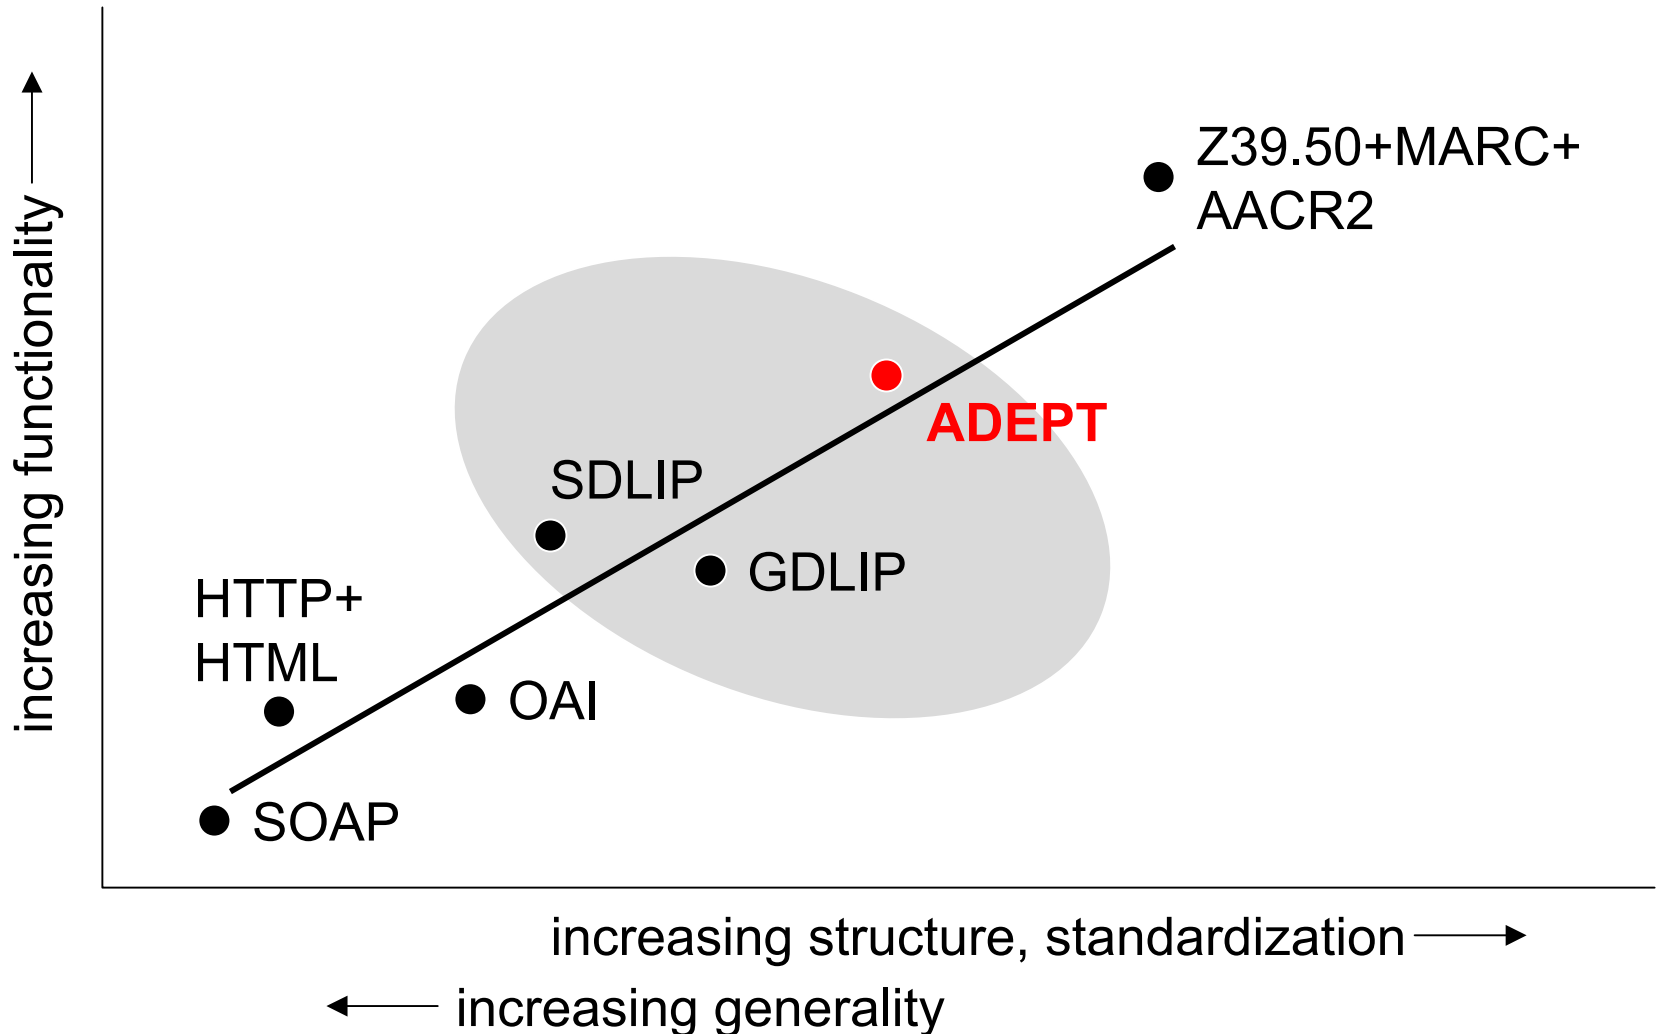 increasing functionality
Z39.50+MARC+
AACR2
ADEPT
SDLIP
GDLIP
HTTP+
HTML
OAI
SOAP
increasing structure, standardization
increasing generality